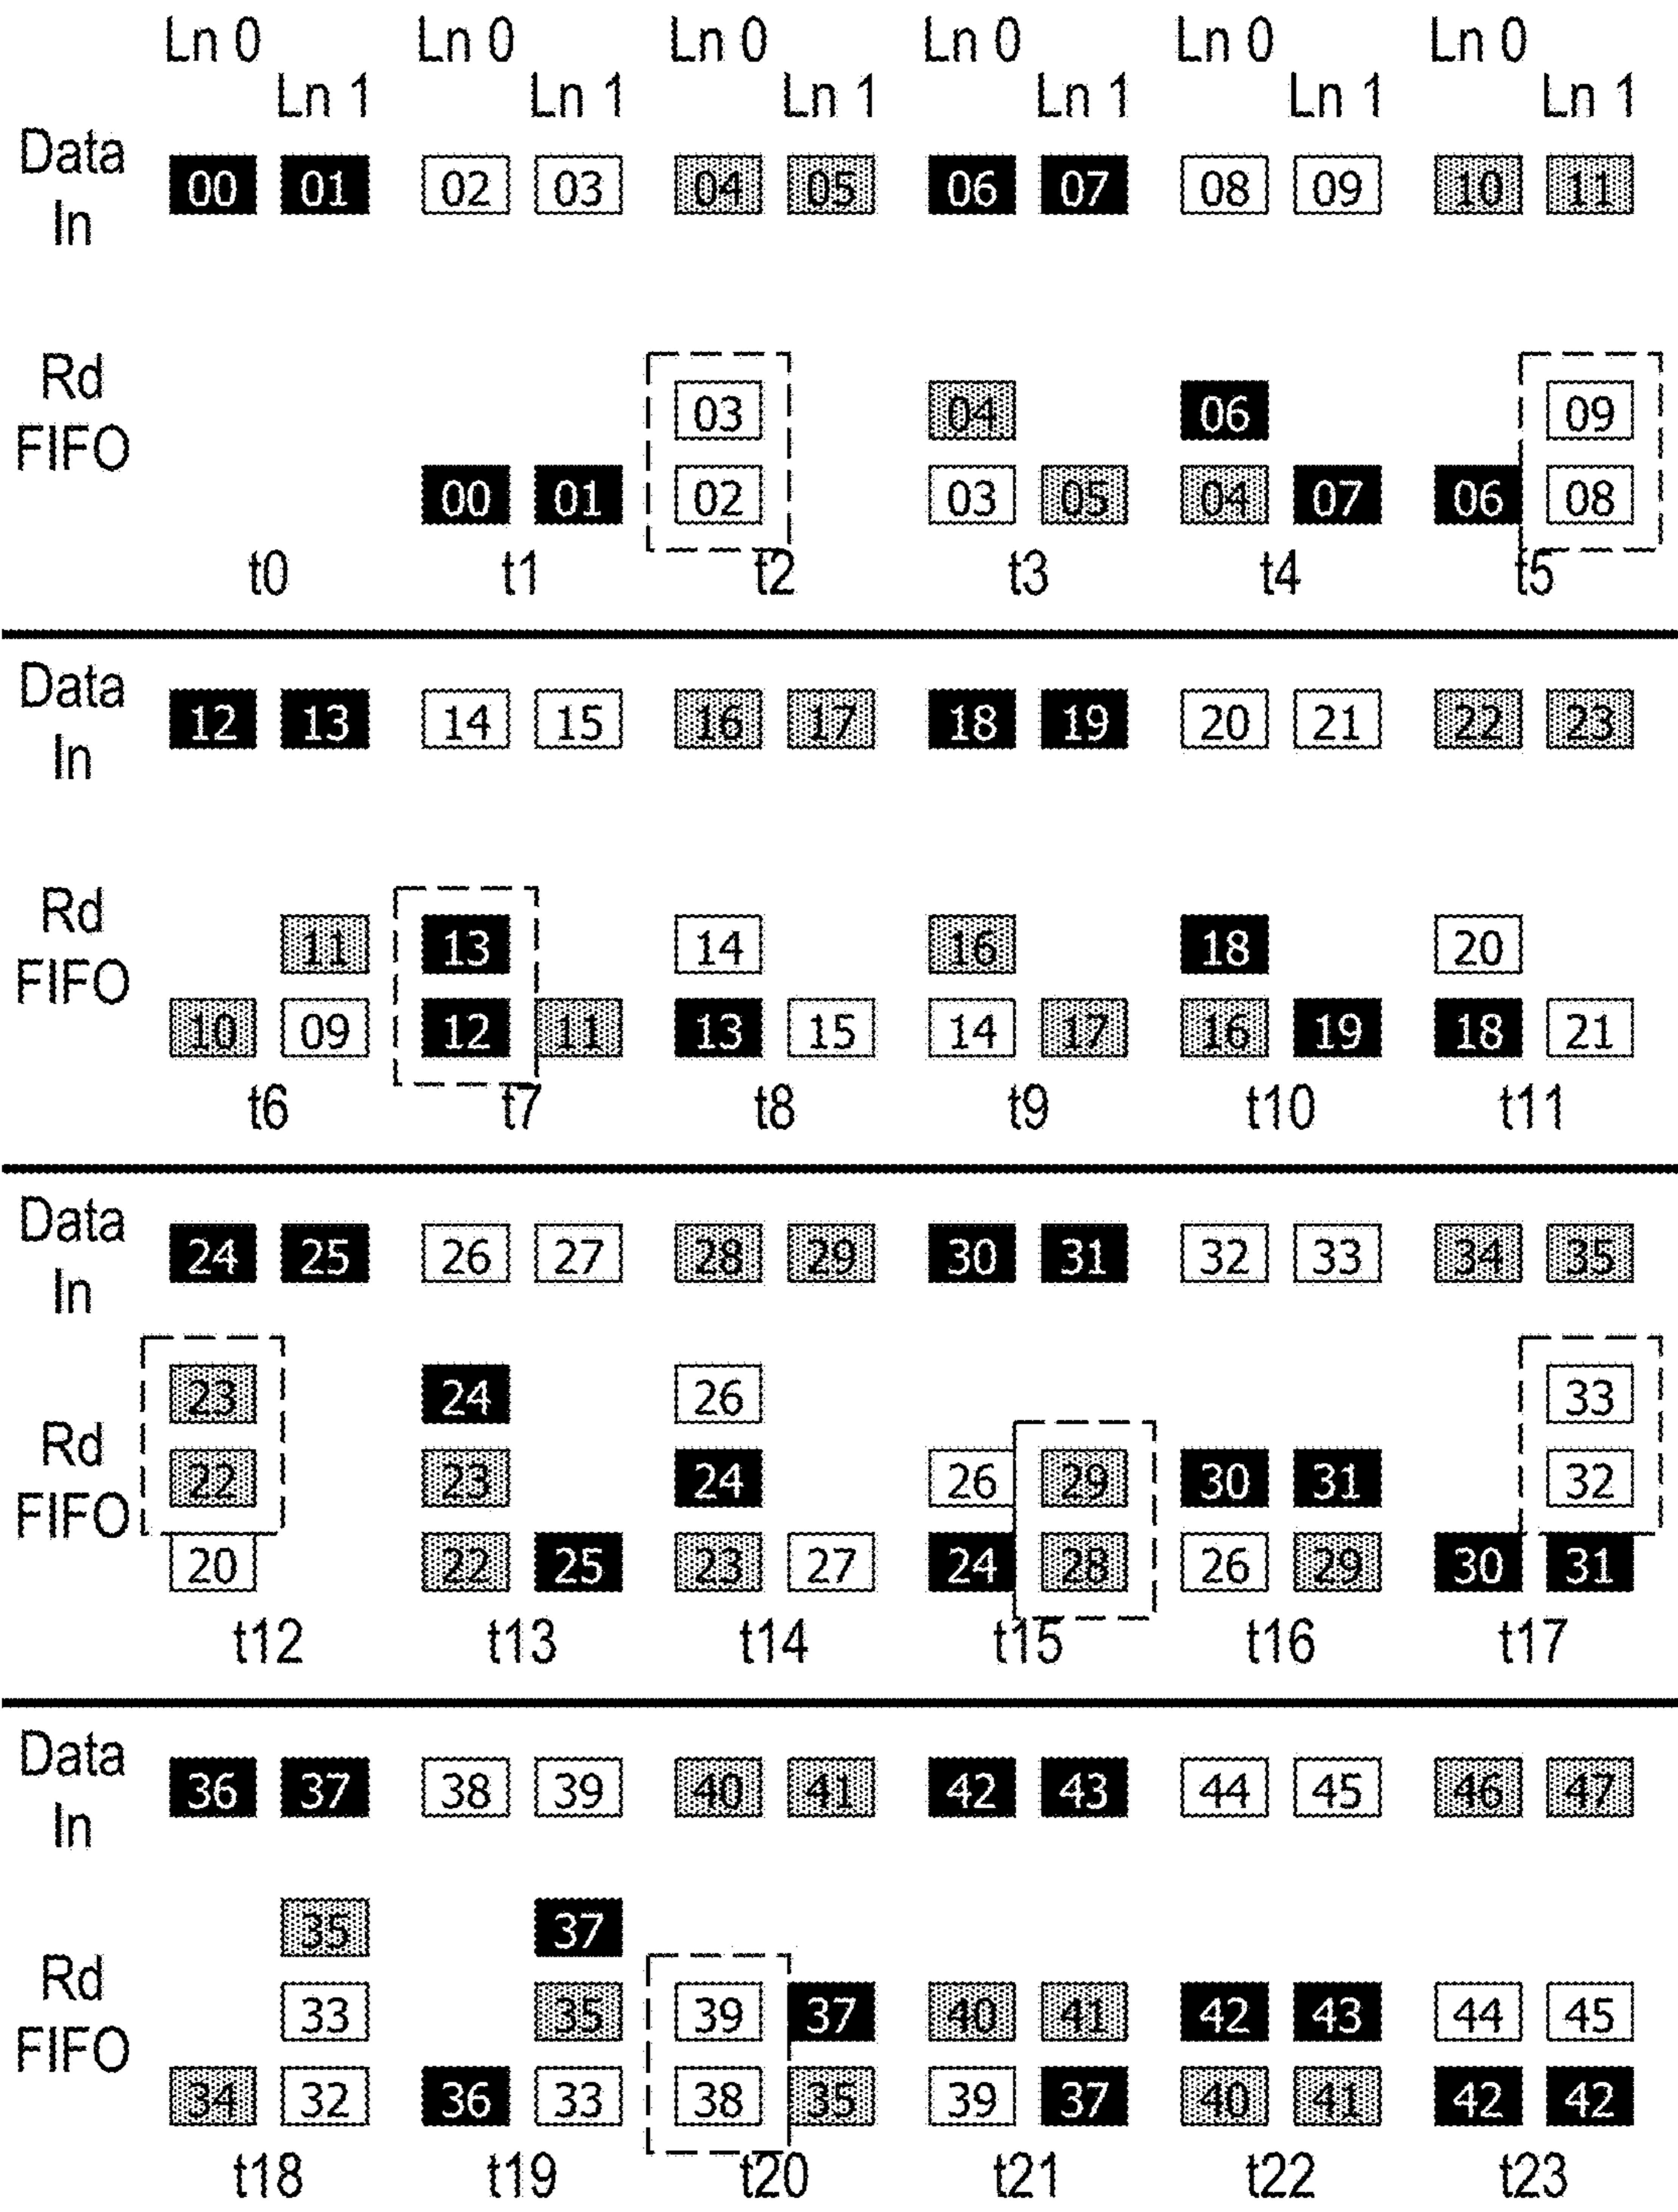 Ln 0 Ln 0 Ln 0 Ln 0 Ln 0 Ln 0
Ln 1 Ln 1 Ln 1 Ln 1 Ln 1 Ln 1
Data In
00 01 02 03 04 05 06 07 08 09 10 11
Rd FIFO
03 04 06 09
00 01 02 03 05 04 07 06 08
t0 t1 t2 t3 t4 t5
Data In
12 13 14 15 16 17 18 19 20 21 22 23
Rd FIFO
11 13 14 16 18 20
10 09 12 11 13 15 14 17 16 19 18 21
t6 t7 t8 t9 t10 t11
Data In
24 25 26 27 28 29 30 31 32 33 34 35
Rd FIFO
23 24 26 33
22 23 24 26 29 30 31 32
20 22 25 23 27 24 28 26 29 30 31
t12 t13 t14 t15 t16 t17
Data In
36 37 38 39 40 41 42 43 44 45 46 47
Rd FIFO
35 37
33 35 39 37 40 41 42 43 44 45
34 32 36 33 38 35 39 37 40 41 42 42
t18 t19 t20 t21 t22 t23